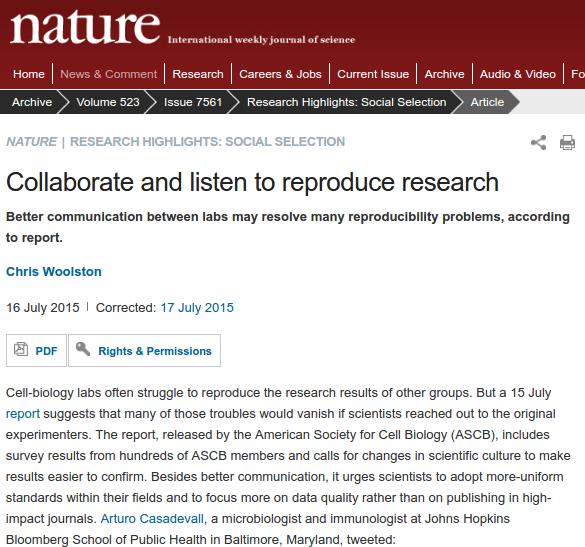 nature International weekly journal of science
Home News & Comment Research Careers & Jobs Current Issue Archive Audio & Video Fo
Archive Volume 523 Issue 7561 Research Highlights: Social Selection Article
NATURE | RESEARCH HIGHLIGHTS: SOCIAL SELECTION
Collaborate and listen to reproduce research
Better communication between labs may resolve many reproducibility problems, according
to report.
Chris Woolston
16 July 2015 | Corrected: 17 July 2015
PDF Rights & Permissions
Cell-biology labs often struggle to reproduce the research results of other groups. But a 15 July
report suggests that many of those troubles would vanish if scientists reached out to the original
experimenters. The report, released by the American Society for Cell Biology (ASCB), includes
survey results from hundreds of ASCB members and calls for changes in scientific culture to make
results easier to confirm. Besides better communication, it urges scientists to adopt more-uniform
standards within their fields and to focus more on data quality rather than on publishing in high-
impact journals. Arturo Casadevall, a microbiologist and immunologist at Johns Hopkins
Bloomberg School of Public Health in Baltimore, Maryland, tweeted: